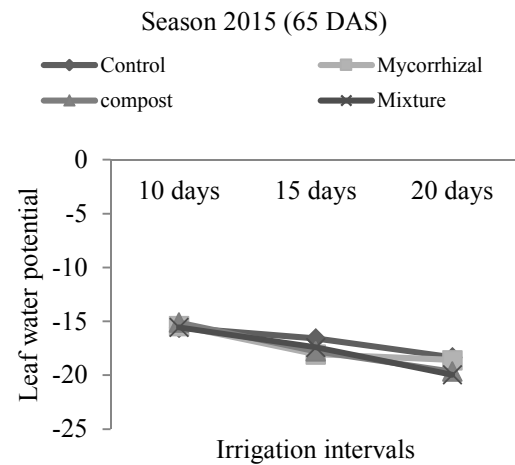 Season 2015 (65 DAS)
Control Mycorrhizal
compost Mixture
0
10 days 15 days 20 days
-5
-10
-15
-20
-25
Leaf water potential
Irrigation intervals